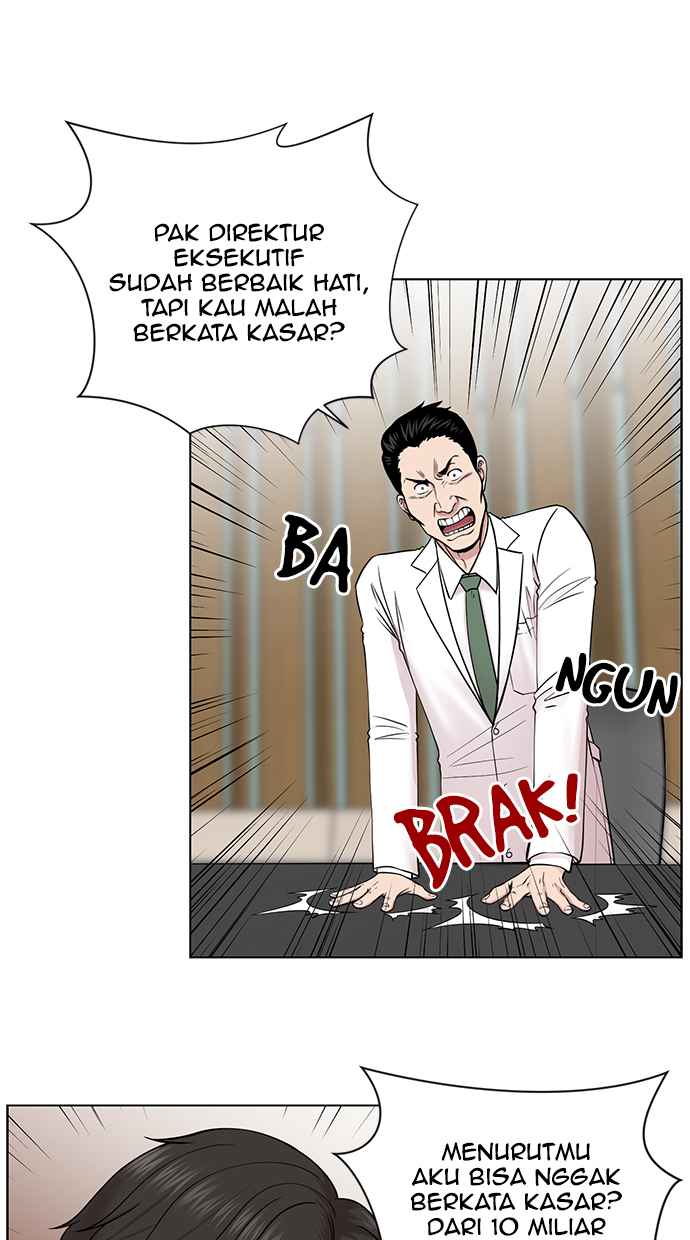 PAK DIREKTUR
EKSEKUTIF
SUDAH BERBAIK HATI,
TAPI KAU MALAH
BERKATA KASAR?
BA
NGUN
BRAK!
MENURUTMU
AKU BISA NGGAK
BERKATA KASAR?
DARI 10 MILIAR